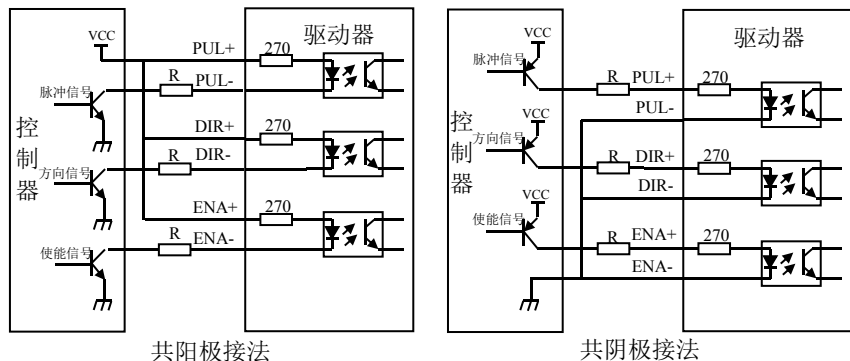 VCC
PUL+
270
驱动器
脉冲信号
R
PUL-
控制器
DIR+
270
方向信号
R
DIR-
ENA+
270
使能信号
R
ENA-
共阳极接法
VCC
驱动器
脉冲信号
R
PUL+
270
PUL-
控制器
VCC
方向信号
R
DIR+
270
DIR-
VCC
使能信号
R
ENA+
270
ENA-
共阴极接法